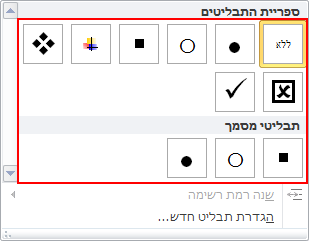 ספריית התבליטים
ללא
תבליטי מסמך
שנה רמת רשימה
הגדרת תבליט חדש...